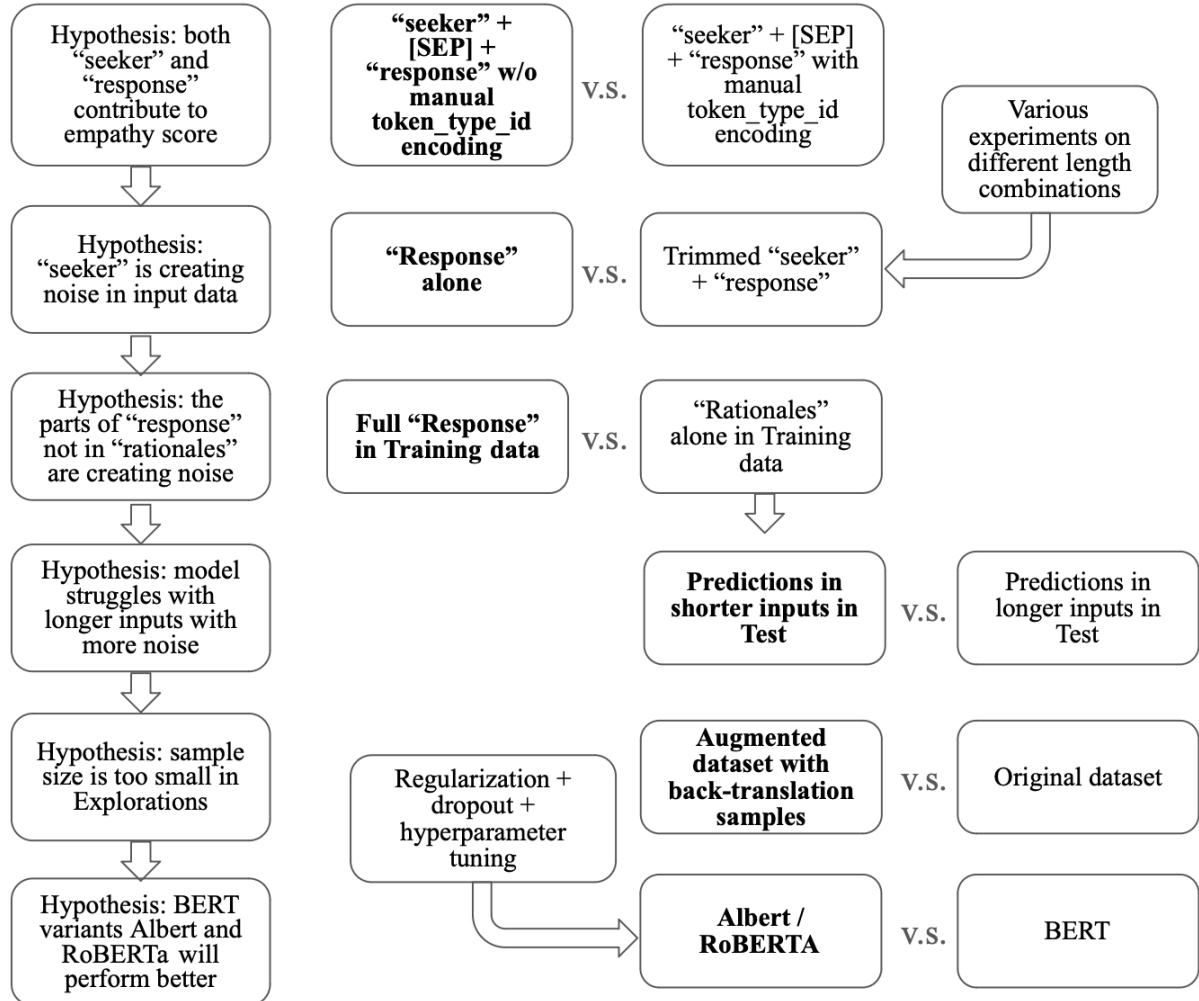 Hypothesis: both
“seeker” and
“response”
contribute to
empathy score
“seeker” +
[SEP] +
“response” w/o
manual
token_type_id
encoding
v.s.
“seeker” + [SEP]
+ “response” with
manual
token_type_id
encoding
Various
experiments on
different length
combinations
Hypothesis:
“seeker” is creating
noise in input data
“Response”
alone
v.s.
Trimmed “seeker”
+ “response”
Hypothesis: the
parts of “response”
not in “rationales”
are creating noise
Full “Response”
in Training data
v.s.
“Rationales”
alone in Training
data
Hypothesis: model
struggles with
longer inputs with
more noise
Predictions in
shorter inputs in
Test
v.s.
Predictions in
longer inputs in
Test
Hypothesis: sample
size is too small in
Explorations
Regularization +
dropout +
hyperparameter
tuning
Augmented
dataset with
back-translation
samples
v.s.
Original dataset
Hypothesis: BERT
variants Albert and
RoBERTa will
perform better
Albert /
RoBERTA
v.s.
BERT